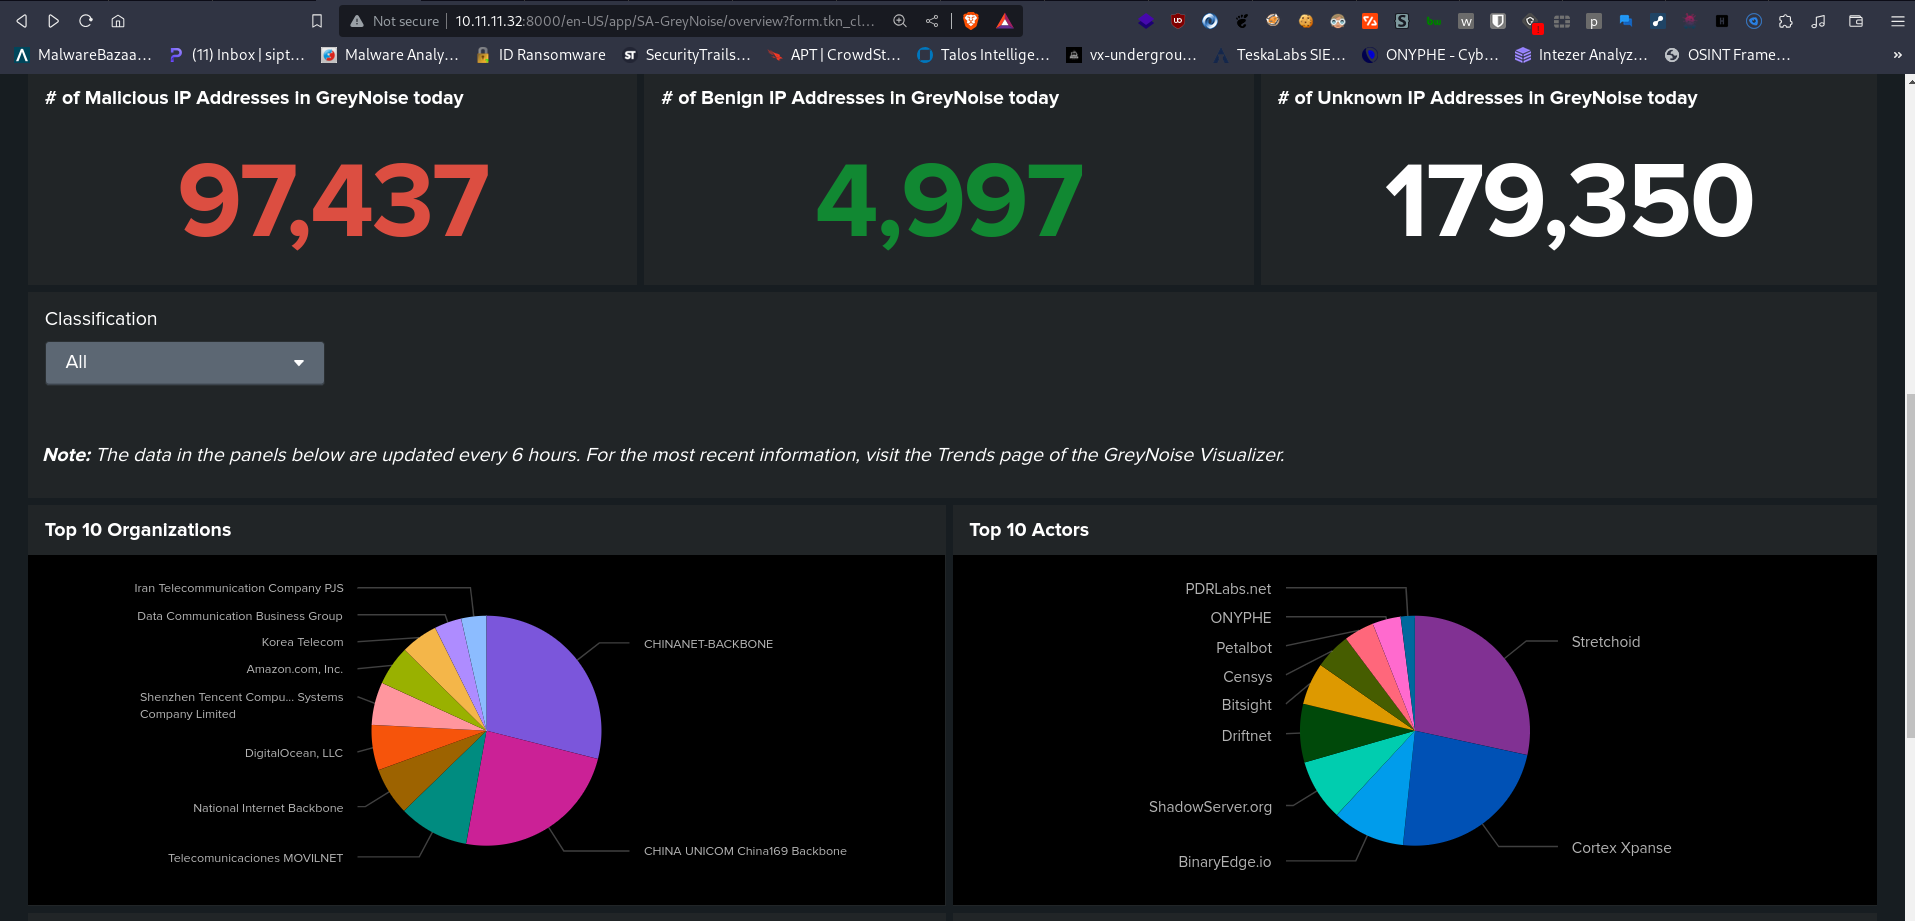 Not secure
10.11.11.32:8000/en-US/app/SA-GreyNoise/overview?form.tkn_cl...
MalwareBazaa...
(11) Inbox | sipt...
Malware Analy...
ID Ransomware
SecurityTrails...
APT | CrowdSt...
Talos Intellige...
vx-undergrou...
TeskaLabs SIE...
ONYPHE - Cyb...
Intezer Analyz...
OSINT Frame...
»
# of Malicious IP Addresses in GreyNoise today
97,437
# of Benign IP Addresses in GreyNoise today
4,997
# of Unknown IP Addresses in GreyNoise today
179,350
Classification
All
Note: The data in the panels below are updated every 6 hours. For the most recent information, visit the Trends page of the GreyNoise Visualizer.
Top 10 Organizations
Iran Telecommunication Company PJS
Data Communication Business Group
Korea Telecom
Amazon.com, Inc.
Shenzhen Tencent Compu... Systems
Company Limited
DigitalOcean, LLC
National Internet Backbone
Telecomunicaciones MOVILNET
CHINANET-BACKBONE
CHINA UNICOM China169 Backbone
Top 10 Actors
PDRLabs.net
ONYPHE
Petalbot
Censys
Bitsight
Driftnet
ShadowServer.org
BinaryEdge.io
Stretchoid
Cortex Xpanse